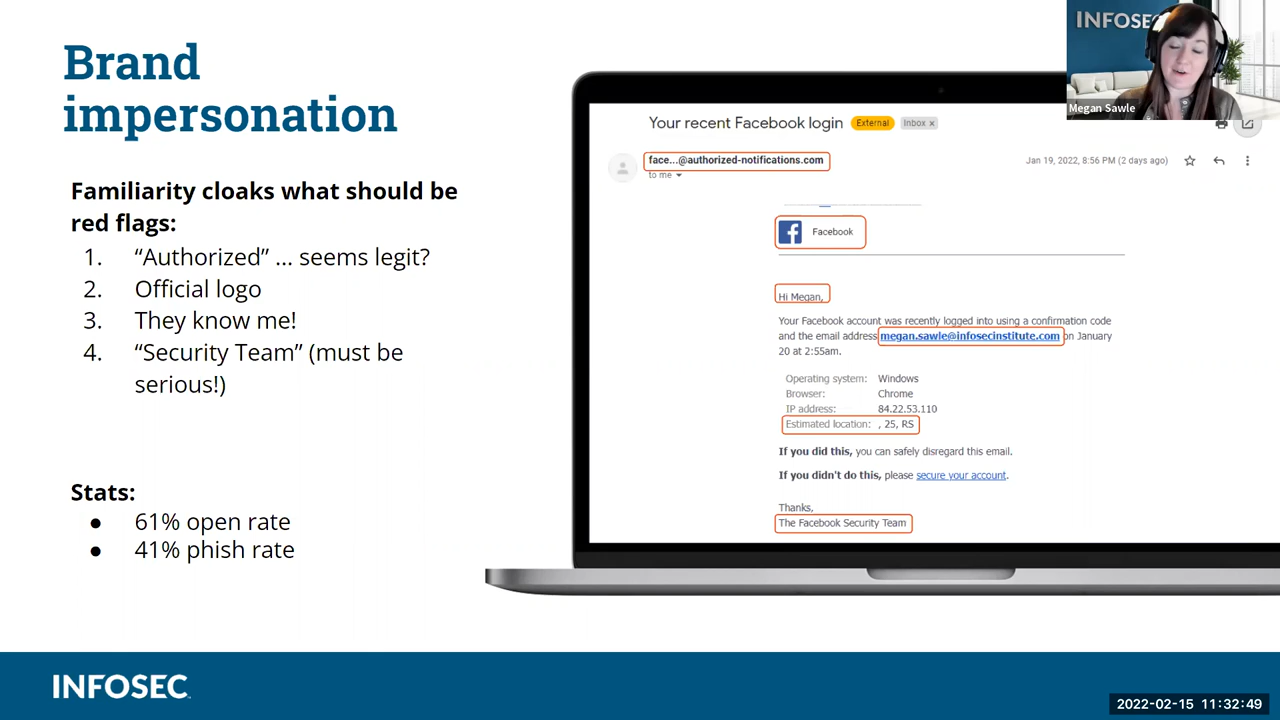 Brand
impersonation
Familiarity cloaks what should be
red flags:
1. “Authorized” ... seems legit?
2. Official logo
3. They know me!
4. “Security Team” (must be
serious!)
Stats:
● 61% open rate
● 41% phish rate
Your recent Facebook login External Inbox ×
face...@authorized-notifications.com
to me
Jan 19, 2022, 8:56 PM (2 days ago)
Facebook
Hi Megan,
Your Facebook account was recently logged into using a confirmation code
and the email address megan.sawle@infosecinstitute.com on January
20 at 2:55am.
Operating system: Windows
Browser: Chrome
IP address: 84.22.53.110
Estimated location: , 25, RS
If you did this, you can safely disregard this email.
If you didn't do this, please secure your account.
Thanks,
The Facebook Security Team
Megan Sawle
INFOSEC
2022-02-15 11:32:49